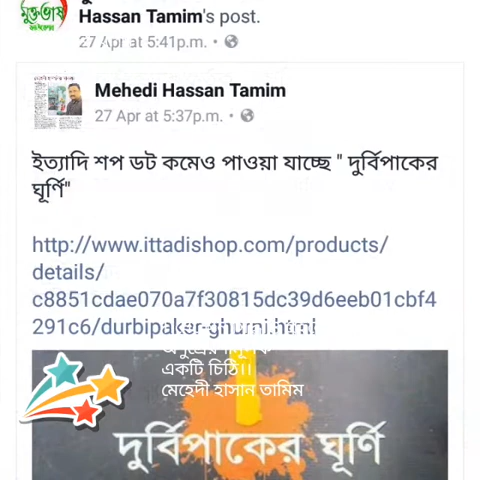 মুক্তভাষ
Hassan Tamim's post.
27 Apr at 5:41p.m.
Mehedi Hassan Tamim
27 Apr at 5:37p.m.
ইত্যাদি শপ ডট কমেও পাওয়া যাচ্ছে " দুর্বিপাকের
ঘূর্ণি"
http://www.ittadishop.com/products/
details/
c8851cdae070a7f30815dc39d6eeb01cbf4
291c6/durbipaker-ghurni.html
একটি চিঠি।।
মেহেদী হাসান তামিম
দুর্বিপাকের ঘূর্ণি